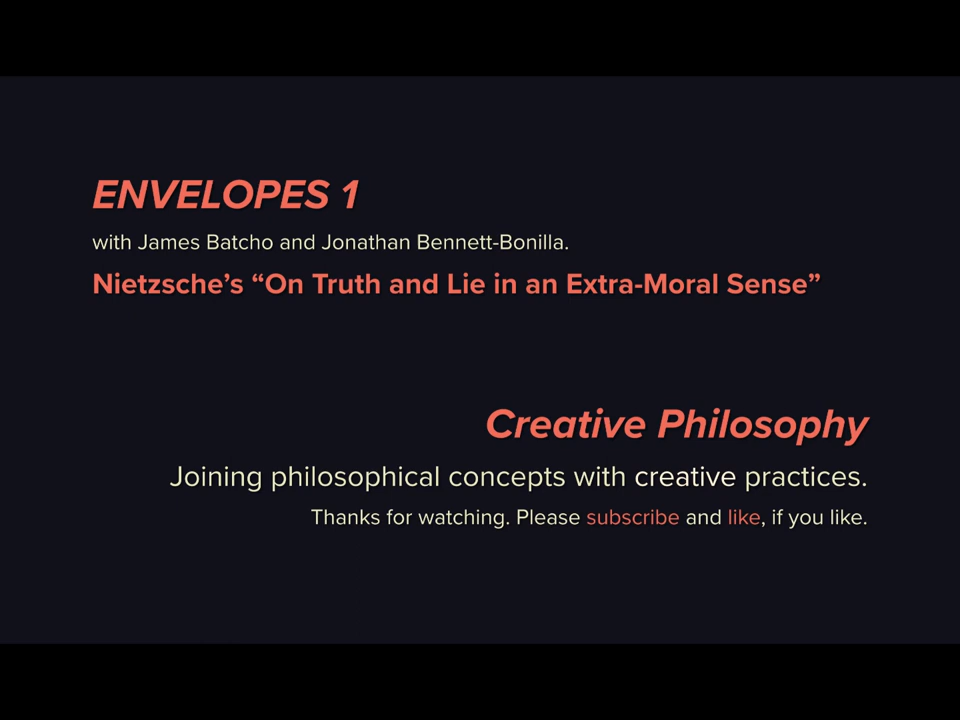 ENVELOPES 1
with James Batcho and Jonathan Bennett-Bonilla.
Nietzsche’s “On Truth and Lie in an Extra-Moral Sense”
Creative Philosophy
Joining philosophical concepts with creative practices.
Thanks for watching. Please subscribe and like, if you like.